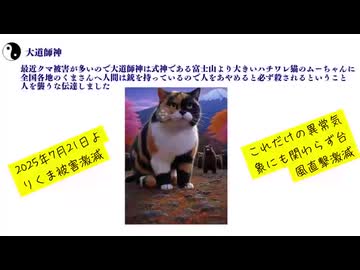 大道師神
最近クマ被害が多いので大道師神は式神である富士山より大きいハチワレ猫のムーちゃんに
全国各地のくまさんへ人間は銃を持っているので人をあやめると必ず殺されるということ
人を襲うな伝達しました
2025年7月21日よ
りくま被害激減
これだけの異常気
象にも関わらず台
風直撃激減